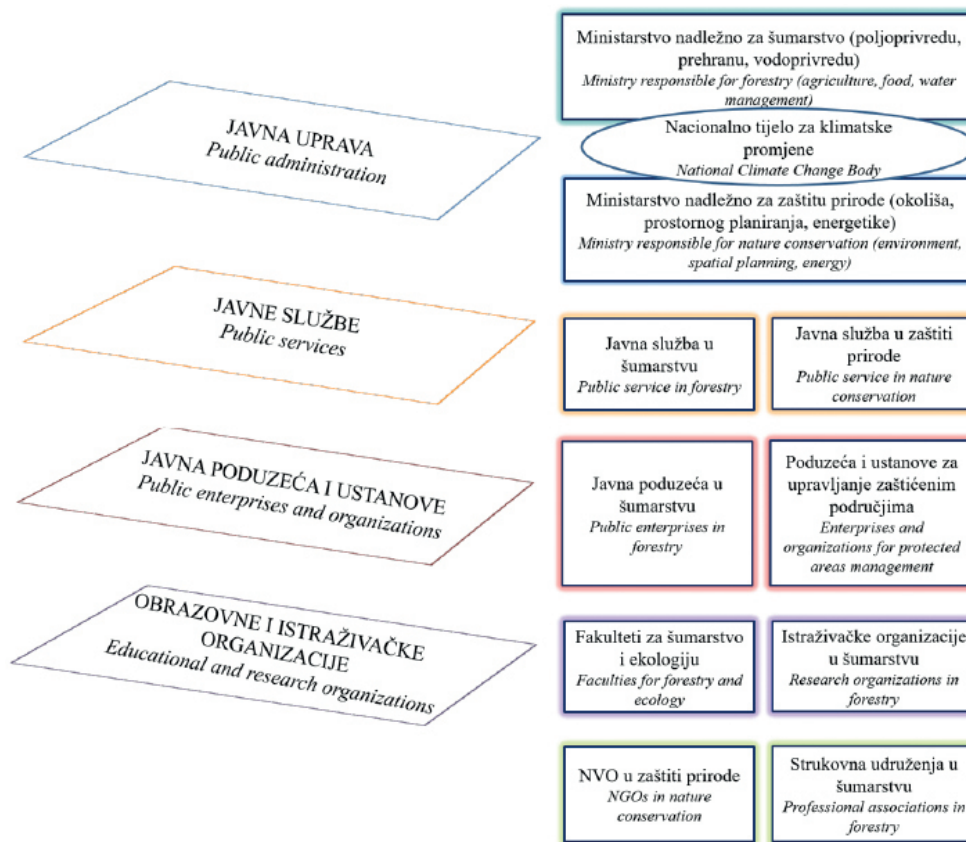 JAVNA UPRAVA
Public administration
Ministarstvo nadležno za šumarstvo (poljoprivredu,
prehranu, vodoprivredu)
Ministry responsible for forestry (agriculture, food, water
management)
Nacionalno tijelo za klimatske
promjene
National Climate Change Body
Ministarstvo nadležno za zaštitu prirode (okoliša,
prostornog planiranja, energetike)
Ministry responsible for nature conservation (environment,
spatial planning, energy)
JAVNE SLUŽBE
Public services
Javna služba u
šumarstvu
Public service in forestry
Javna služba u zaštiti
prirode
Public service in nature
conservation
JAVNA PODUZEĆA I USTANOVE
Public enterprises and organizations
Javna poduzeća u
šumarstvu
Public enterprises in
forestry
Poduzeća i ustanove za
upravljanje zaštićenim
područjima
Enterprises and
organizations for protected
areas management
OBRAZOVNE I ISTRAŽIVAČKE
ORGANIZACIJE
Educational and research organizations
Fakulteti za šumarstvo
i ekologiju
Faculties for forestry and
ecology
Istraživačke organizacije
u šumarstvu
Research organizations in
forestry
NVO u zaštiti prirode
NGOs in nature
conservation
Strukovna udruženja u
šumarstvu
Professional associations in
forestry